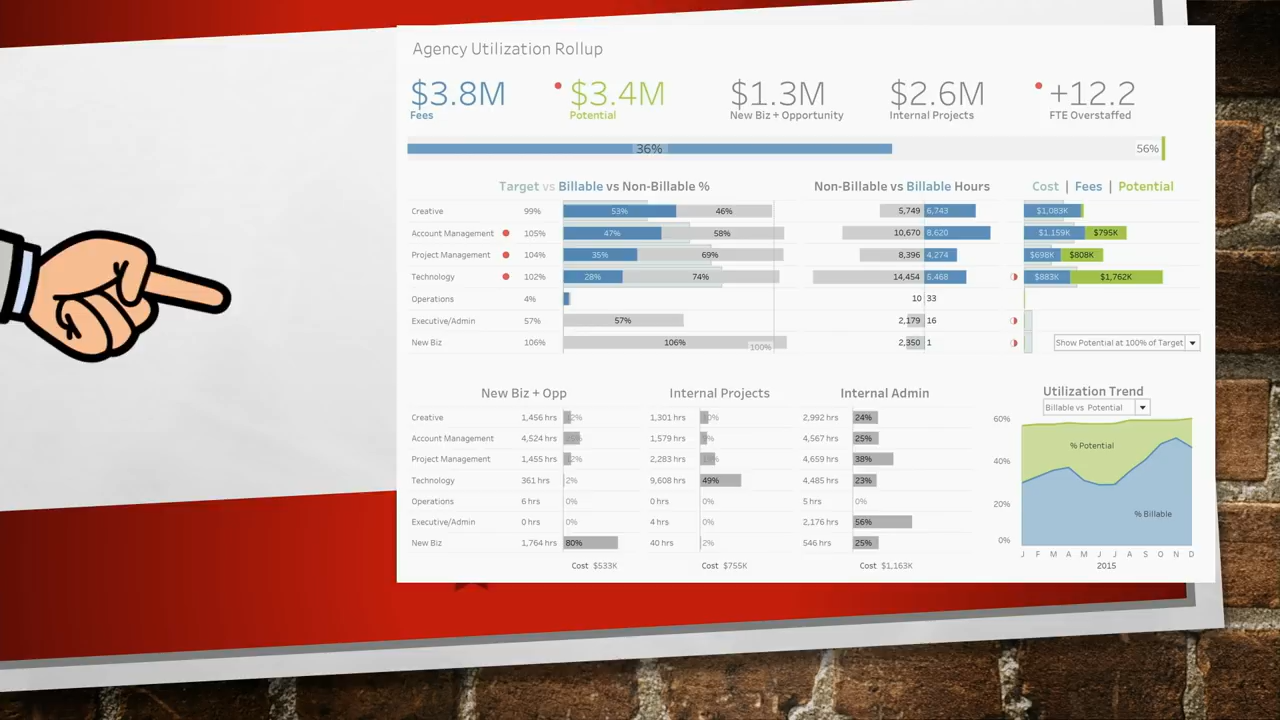 Agency Utilization Rollup
$3.8M $3.4M $1.3M $2.6M +12.2
Fees Potential New Biz + Opportunity Internal Projects FTE Overstaffed
36% 56%
Target vs Billable vs Non-Billable % Non-Billable vs Billable Hours Cost | Fees | Potential
Creative 99% 53% 46% 5,749 6,743 $1,083K
Account Management 105% 47% 58% 10,670 8,620 $1,159K $795K
Project Management 104% 35% 69% 8,396 4,274 $698K $808K
Technology 102% 28% 74% 14,454 5,468 $883K $1,762K
Operations 4% 10 33
Executive/Admin 57% 57% 2,179 16
New Biz 106% 106% 2,350 1 Show Potential at 100% of Target
100%
New Biz + Opp Internal Projects Internal Admin Utilization Trend
Billable vs Potential
Creative 1,456 hrs 12% 1,301 hrs 10% 2,992 hrs 24% 60%
Account Management 4,524 hrs 1,579 hrs 9% 4,567 hrs 25% % Potential
Project Management 1,455 hrs 12% 2,283 hrs 4,659 hrs 38% 40%
Technology 361 hrs 2% 9,608 hrs 49% 4,485 hrs 23%
Operations 6 hrs 0% 0 hrs 0% 5 hrs 0% 20%
Executive/Admin 0 hrs 0% 4 hrs 0% 2,176 hrs 56% % Billable
New Biz 1,764 hrs 80% 40 hrs 2% 546 hrs 25% 0%
J F M A M J J A S O N D
Cost $533K Cost $755K Cost $1,163K 2015